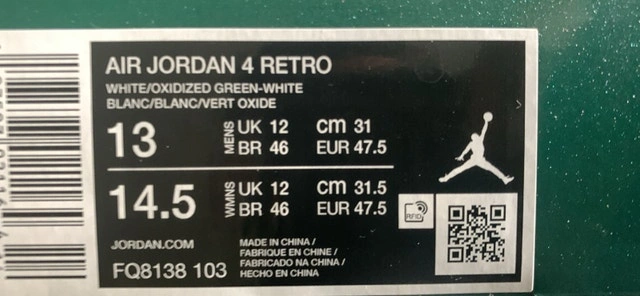 AIR JORDAN 4 RETRO
WHITE/OXIDIZED GREEN-WHITE
BLANC/BLANC/VERT OXIDE
13 MENS UK 12 cm 31
BR 46 EUR 47.5
14.5 WMNS UK 12 cm 31.5
BR 46 EUR 47.5
RFID
JORDAN.COM
FQ8138 103
MADE IN CHINA /
FABRIQUE EN CHINE /
FABRICADO NA CHINA /
HECHO EN CHINA